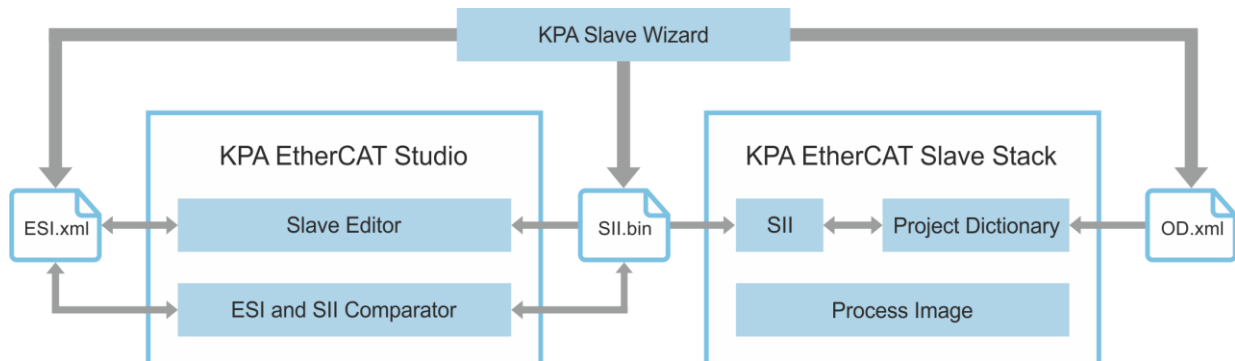 KPA Slave Wizard
KPA EtherCAT Studio
KPA EtherCAT Slave Stack
ESI.xml
Slave Editor
SII.bin
SII
Project Dictionary
OD.xml
ESI and SII Comparator
Process Image